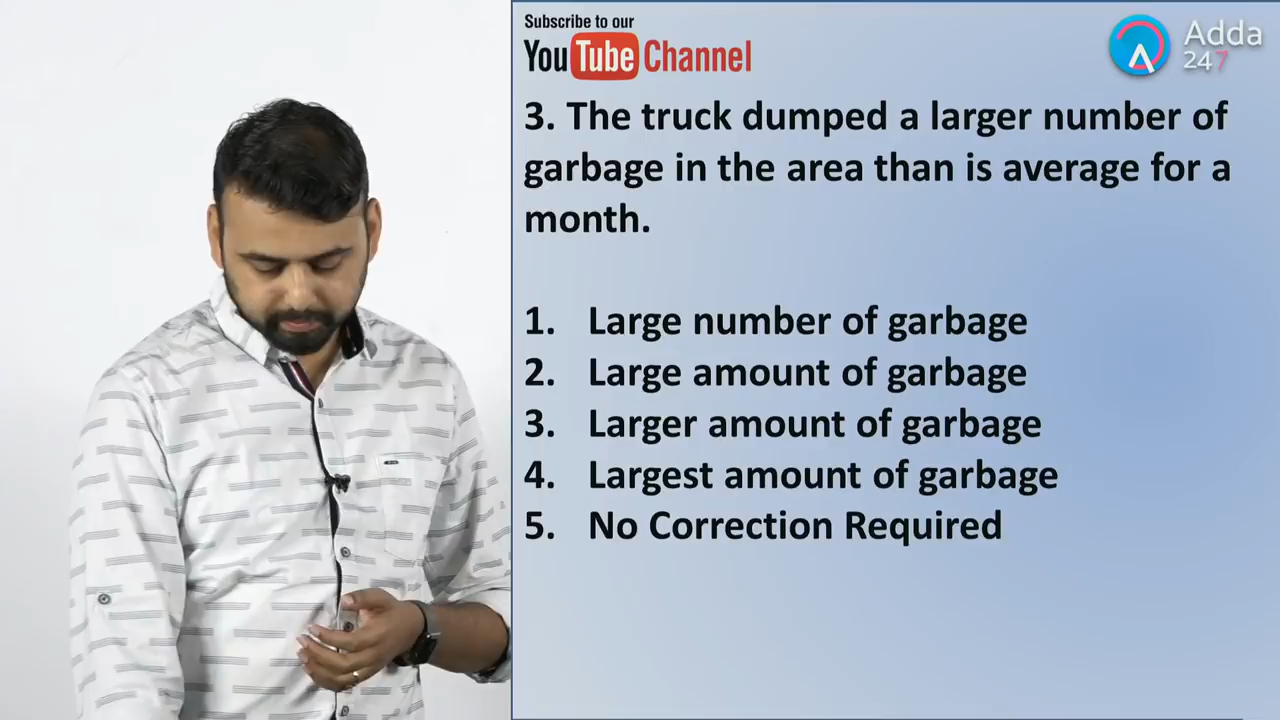 Subscribe to our
YouTube Channel
Adda
247
3. The truck dumped a larger number of
garbage in the area than is average for a
month.
1. Large number of garbage
2. Large amount of garbage
3. Larger amount of garbage
4. Largest amount of garbage
5. No Correction Required